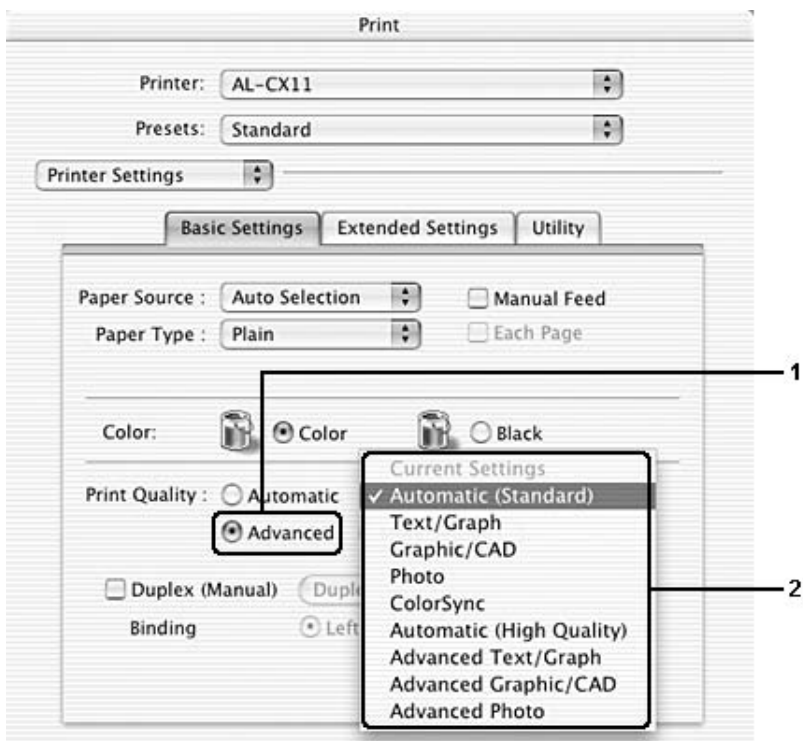 Print
Printer: AL-CX11
Presets: Standard
Printer Settings
Basic Settings Extended Settings Utility
Paper Source : Auto Selection Manual Feed
Paper Type : Plain Each Page
1
Color: Color Black
Current Settings
Print Quality : Automatic ✓ Automatic (Standard)
Advanced Text/Graph
Graphic/CAD
Photo
Duplex (Manual) Duple ColorSync
2
Binding Left Automatic (High Quality)
Advanced Text/Graph
Advanced Graphic/CAD
Advanced Photo